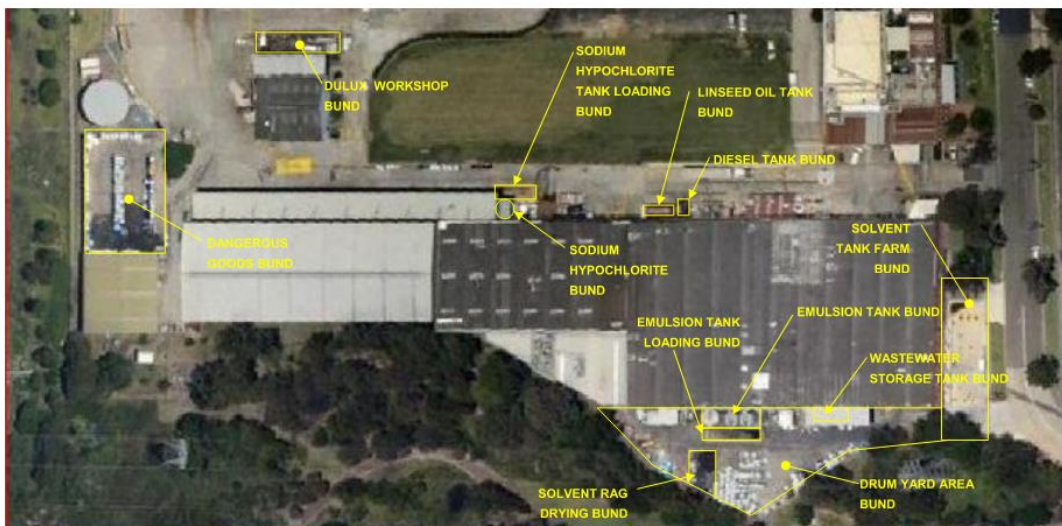 DULUX WORKSHOP
BUND
SODIUM
HYPOCHLORITE
TANK LOADING
BUND
LINSEED OIL TANK
BUND
DIESEL TANK BUND
DANGERGOUS
GOODS BUND
SODIUM
HYPOCHLORITE
BUND
SOLVENT
TANK FARM
BUND
EMULSION TANK
LOADING BUND
EMULSION TANK BUND
WASTEWATER
STORAGE TANK BUND
SOLVENT RAG
DRYING BUND
DRUM YARD AREA
BUND